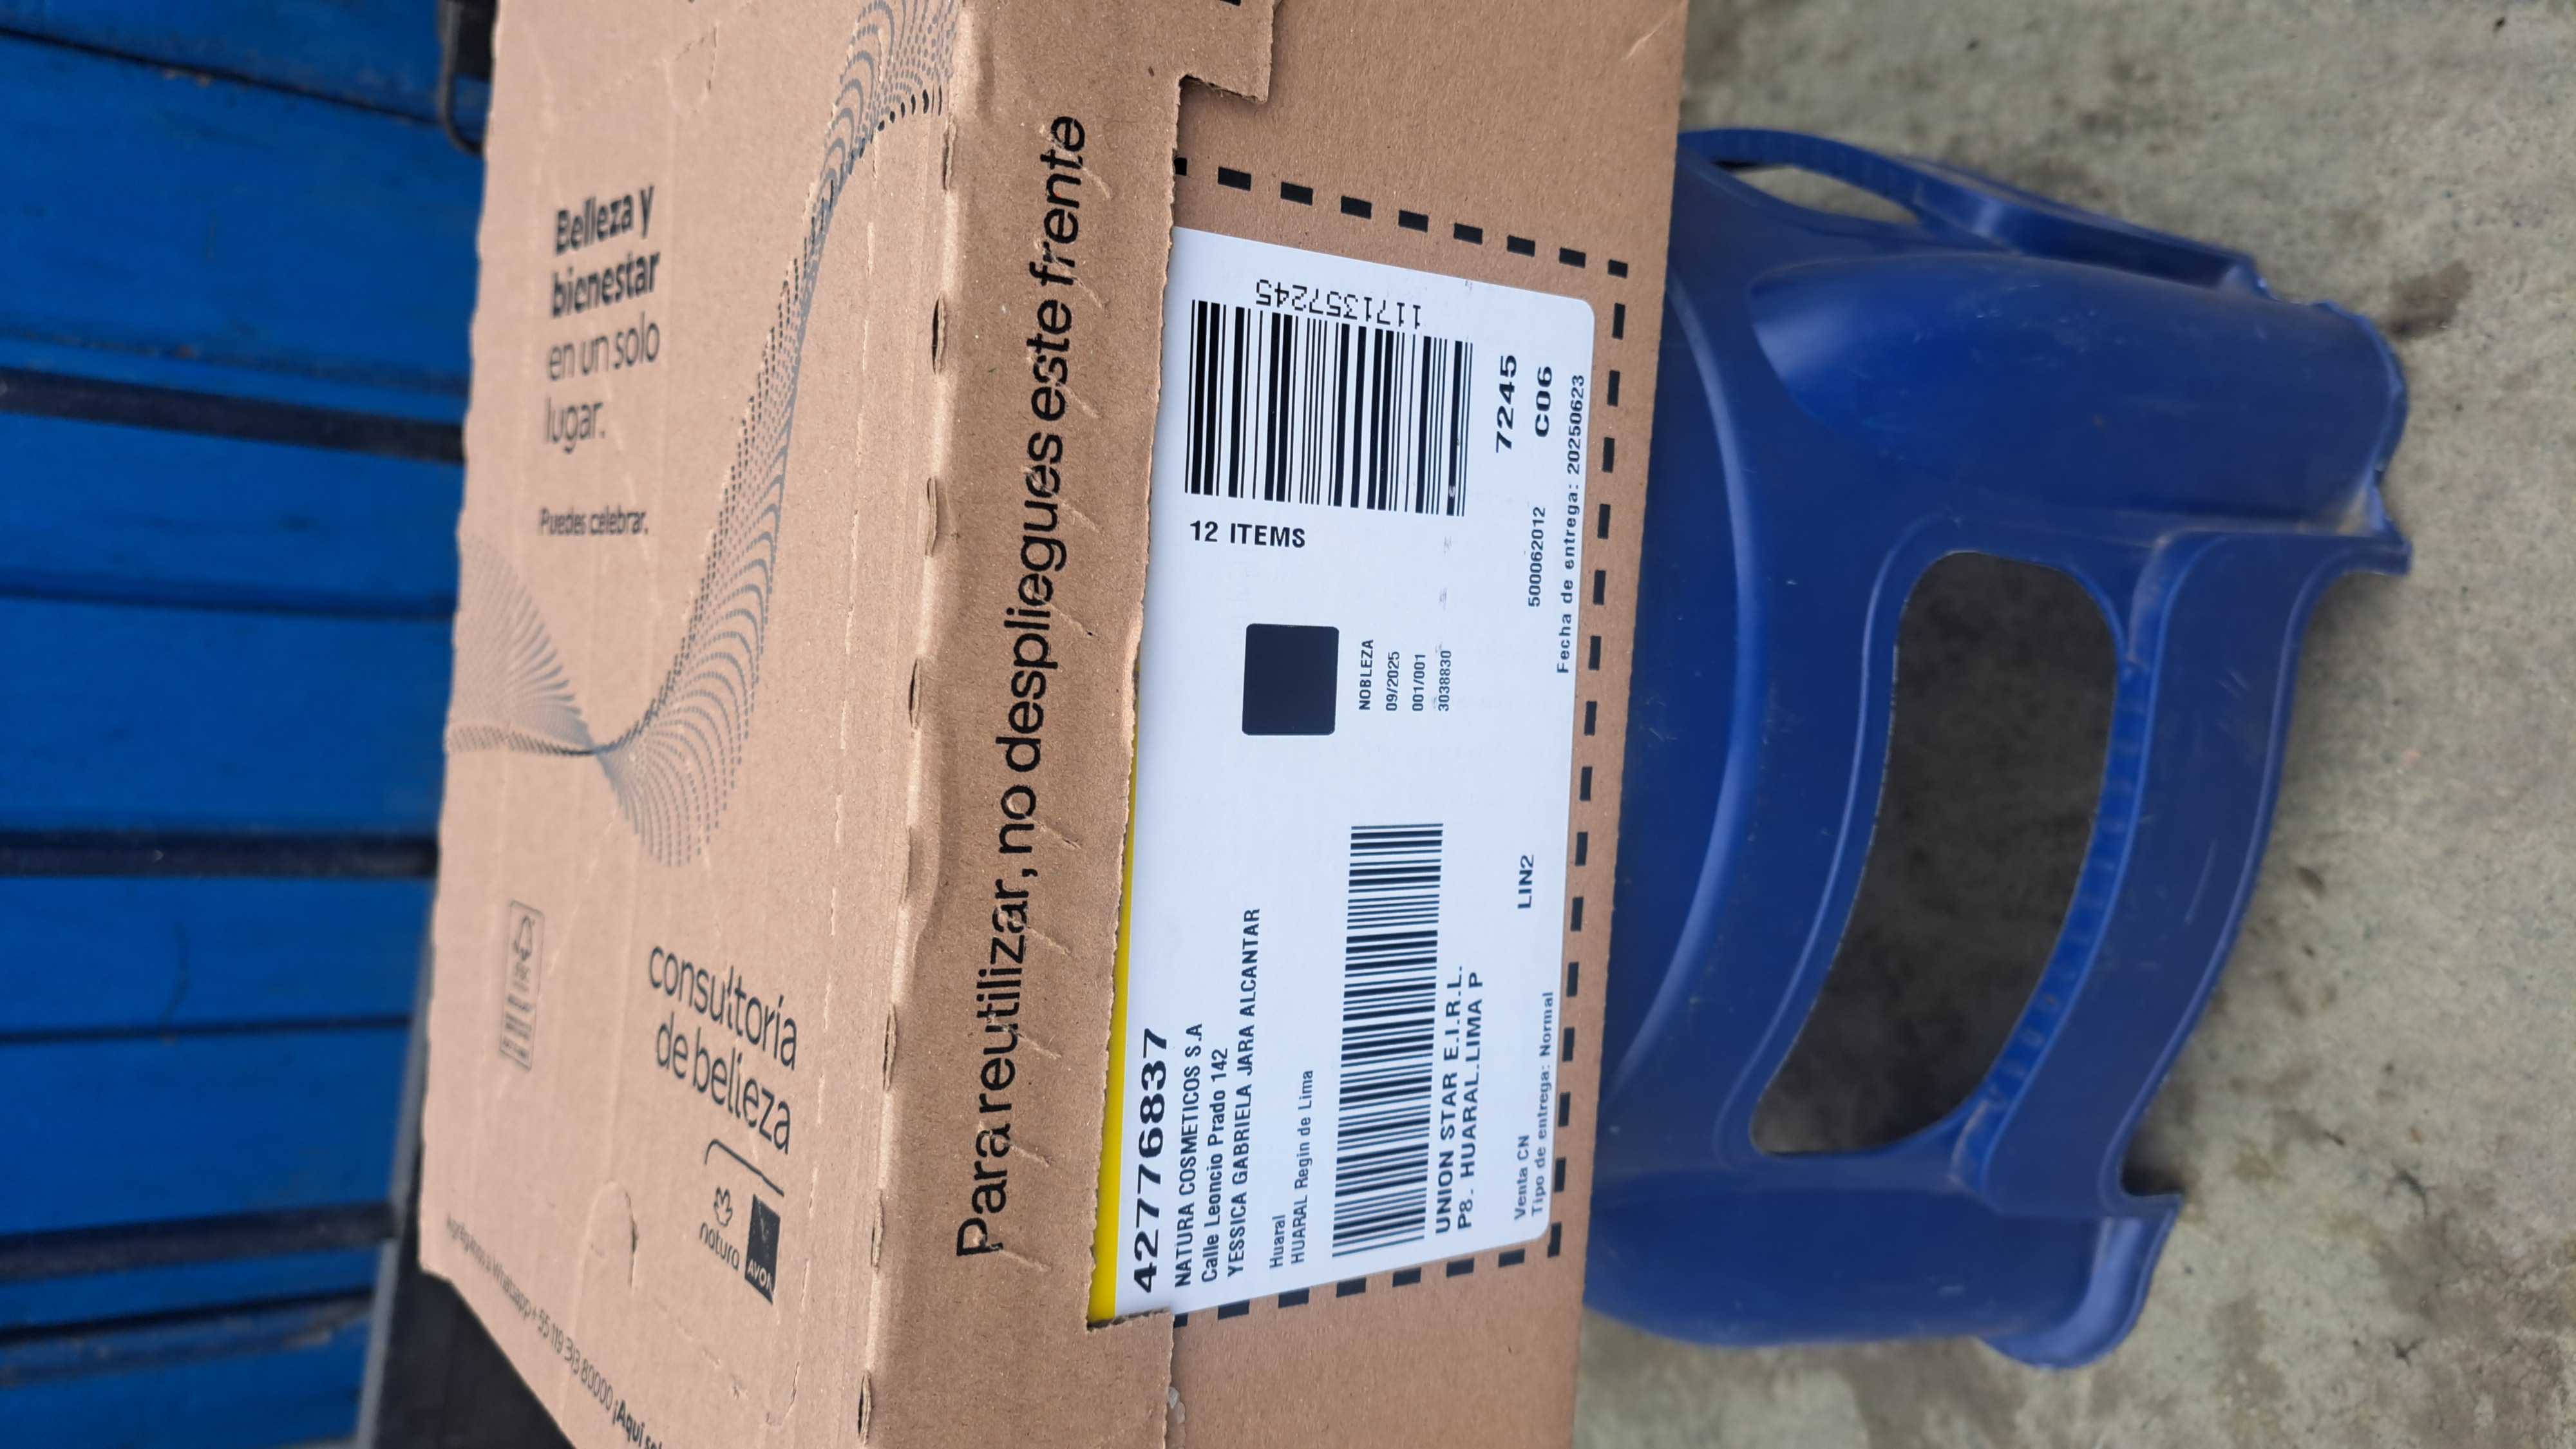 Belleza y
bienestar
en un solo
lugar.
Puedes celebrar.
consultoría
de belleza
natura
AVON
Para reutilizar, no despliegues este frente
42776837
NATURA COSMETICOS S.A
Calle Leoncio Prado 142
YESSICA GABRIELA JARA ALCANTAR
Huaral
HUARAL Regin de Lima
UNION STAR E.I.R.L.
P8. HUARAL.LIMA P
Venta CN
LIN2
Tipo de entrega: Normal
12 ITEMS
1171357245
NOBLEZA
09/2025
001/001
3038830
7245
500062012
C06
Fecha de entrega: 20250623